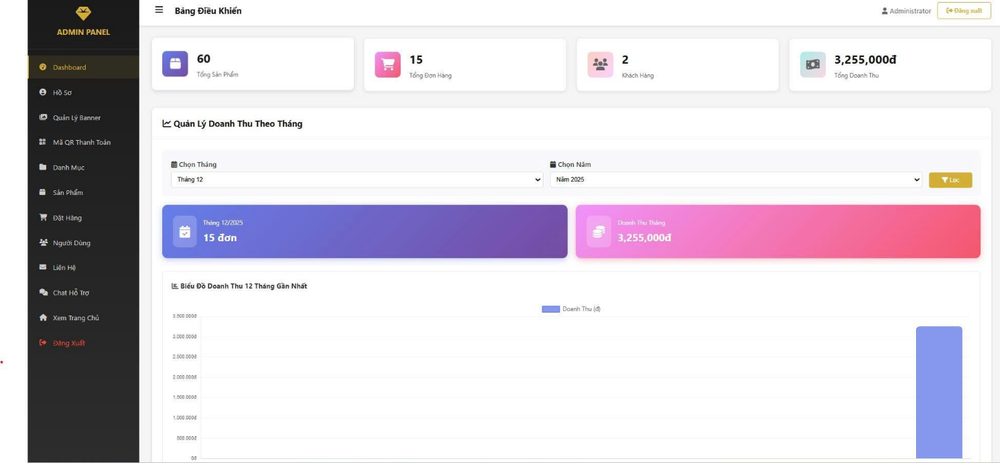 ADMIN PANEL
Dashboard
Hồ Sơ
Quản Lý Banner
Mã QR Thanh Toán
Danh Mục
Sản Phẩm
Đặt Hàng
Người Dùng
Liên Hệ
Chat Hỗ Trợ
Xem Trang Chủ
Đăng Xuất
Bảng Điều Khiển
Administrator
Đăng xuất
60
Tổng Sản Phẩm
15
Tổng Đơn Hàng
2
Khách Hàng
3,255,000đ
Tổng Doanh Thu
Quản Lý Doanh Thu Theo Tháng
Chọn Tháng
Tháng 12
Chọn Năm
Năm 2025
Lọc
Tháng 12/2025
15 đơn
Doanh Thu Tháng
3,255,000đ
Biểu Đồ Doanh Thu 12 Tháng Gần Nhất
Doanh Thu (đ)
3.500.000đ
3.000.000đ
2.500.000đ
2.000.000đ
1.500.000đ
1.000.000đ
500.000đ
0đ